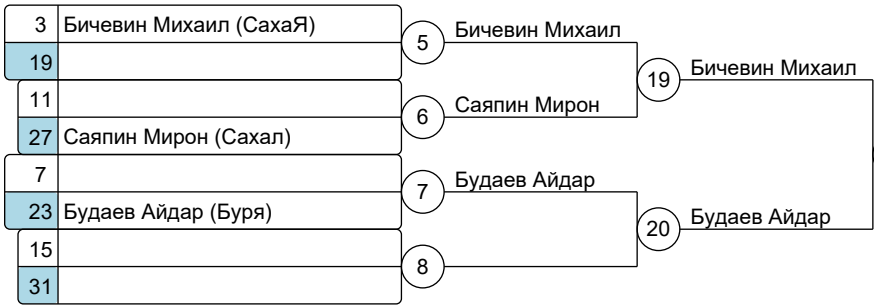 3 Бичевин Михаил (СахаЯ)
5 Бичевин Михаил
19
19 Бичевин Михаил
11
6 Саяпин Мирон
27 Саяпин Мирон (Сахал)
7
7 Будаев Айдар
23 Будаев Айдар (Буря)
20 Будаев Айдар
15
8
31